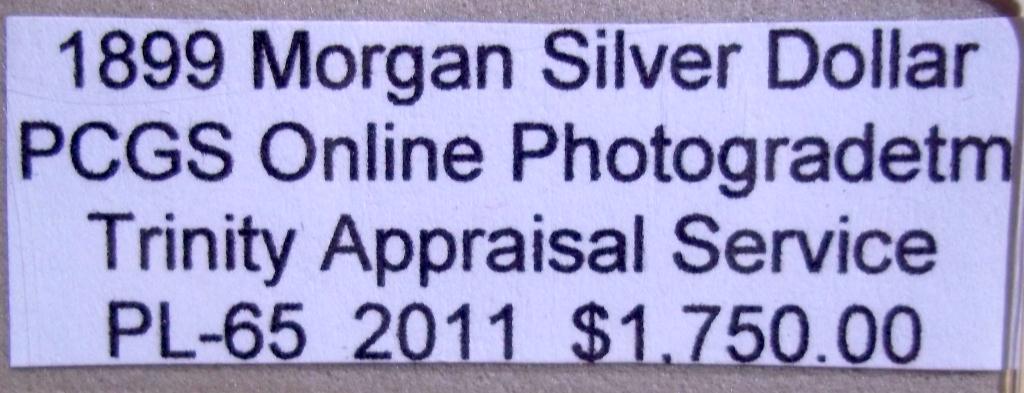 1899 Morgan Silver Dollar
PCGS Online Photogradetm
Trinity Appraisal Service
PL-65 2011 $1,750.00